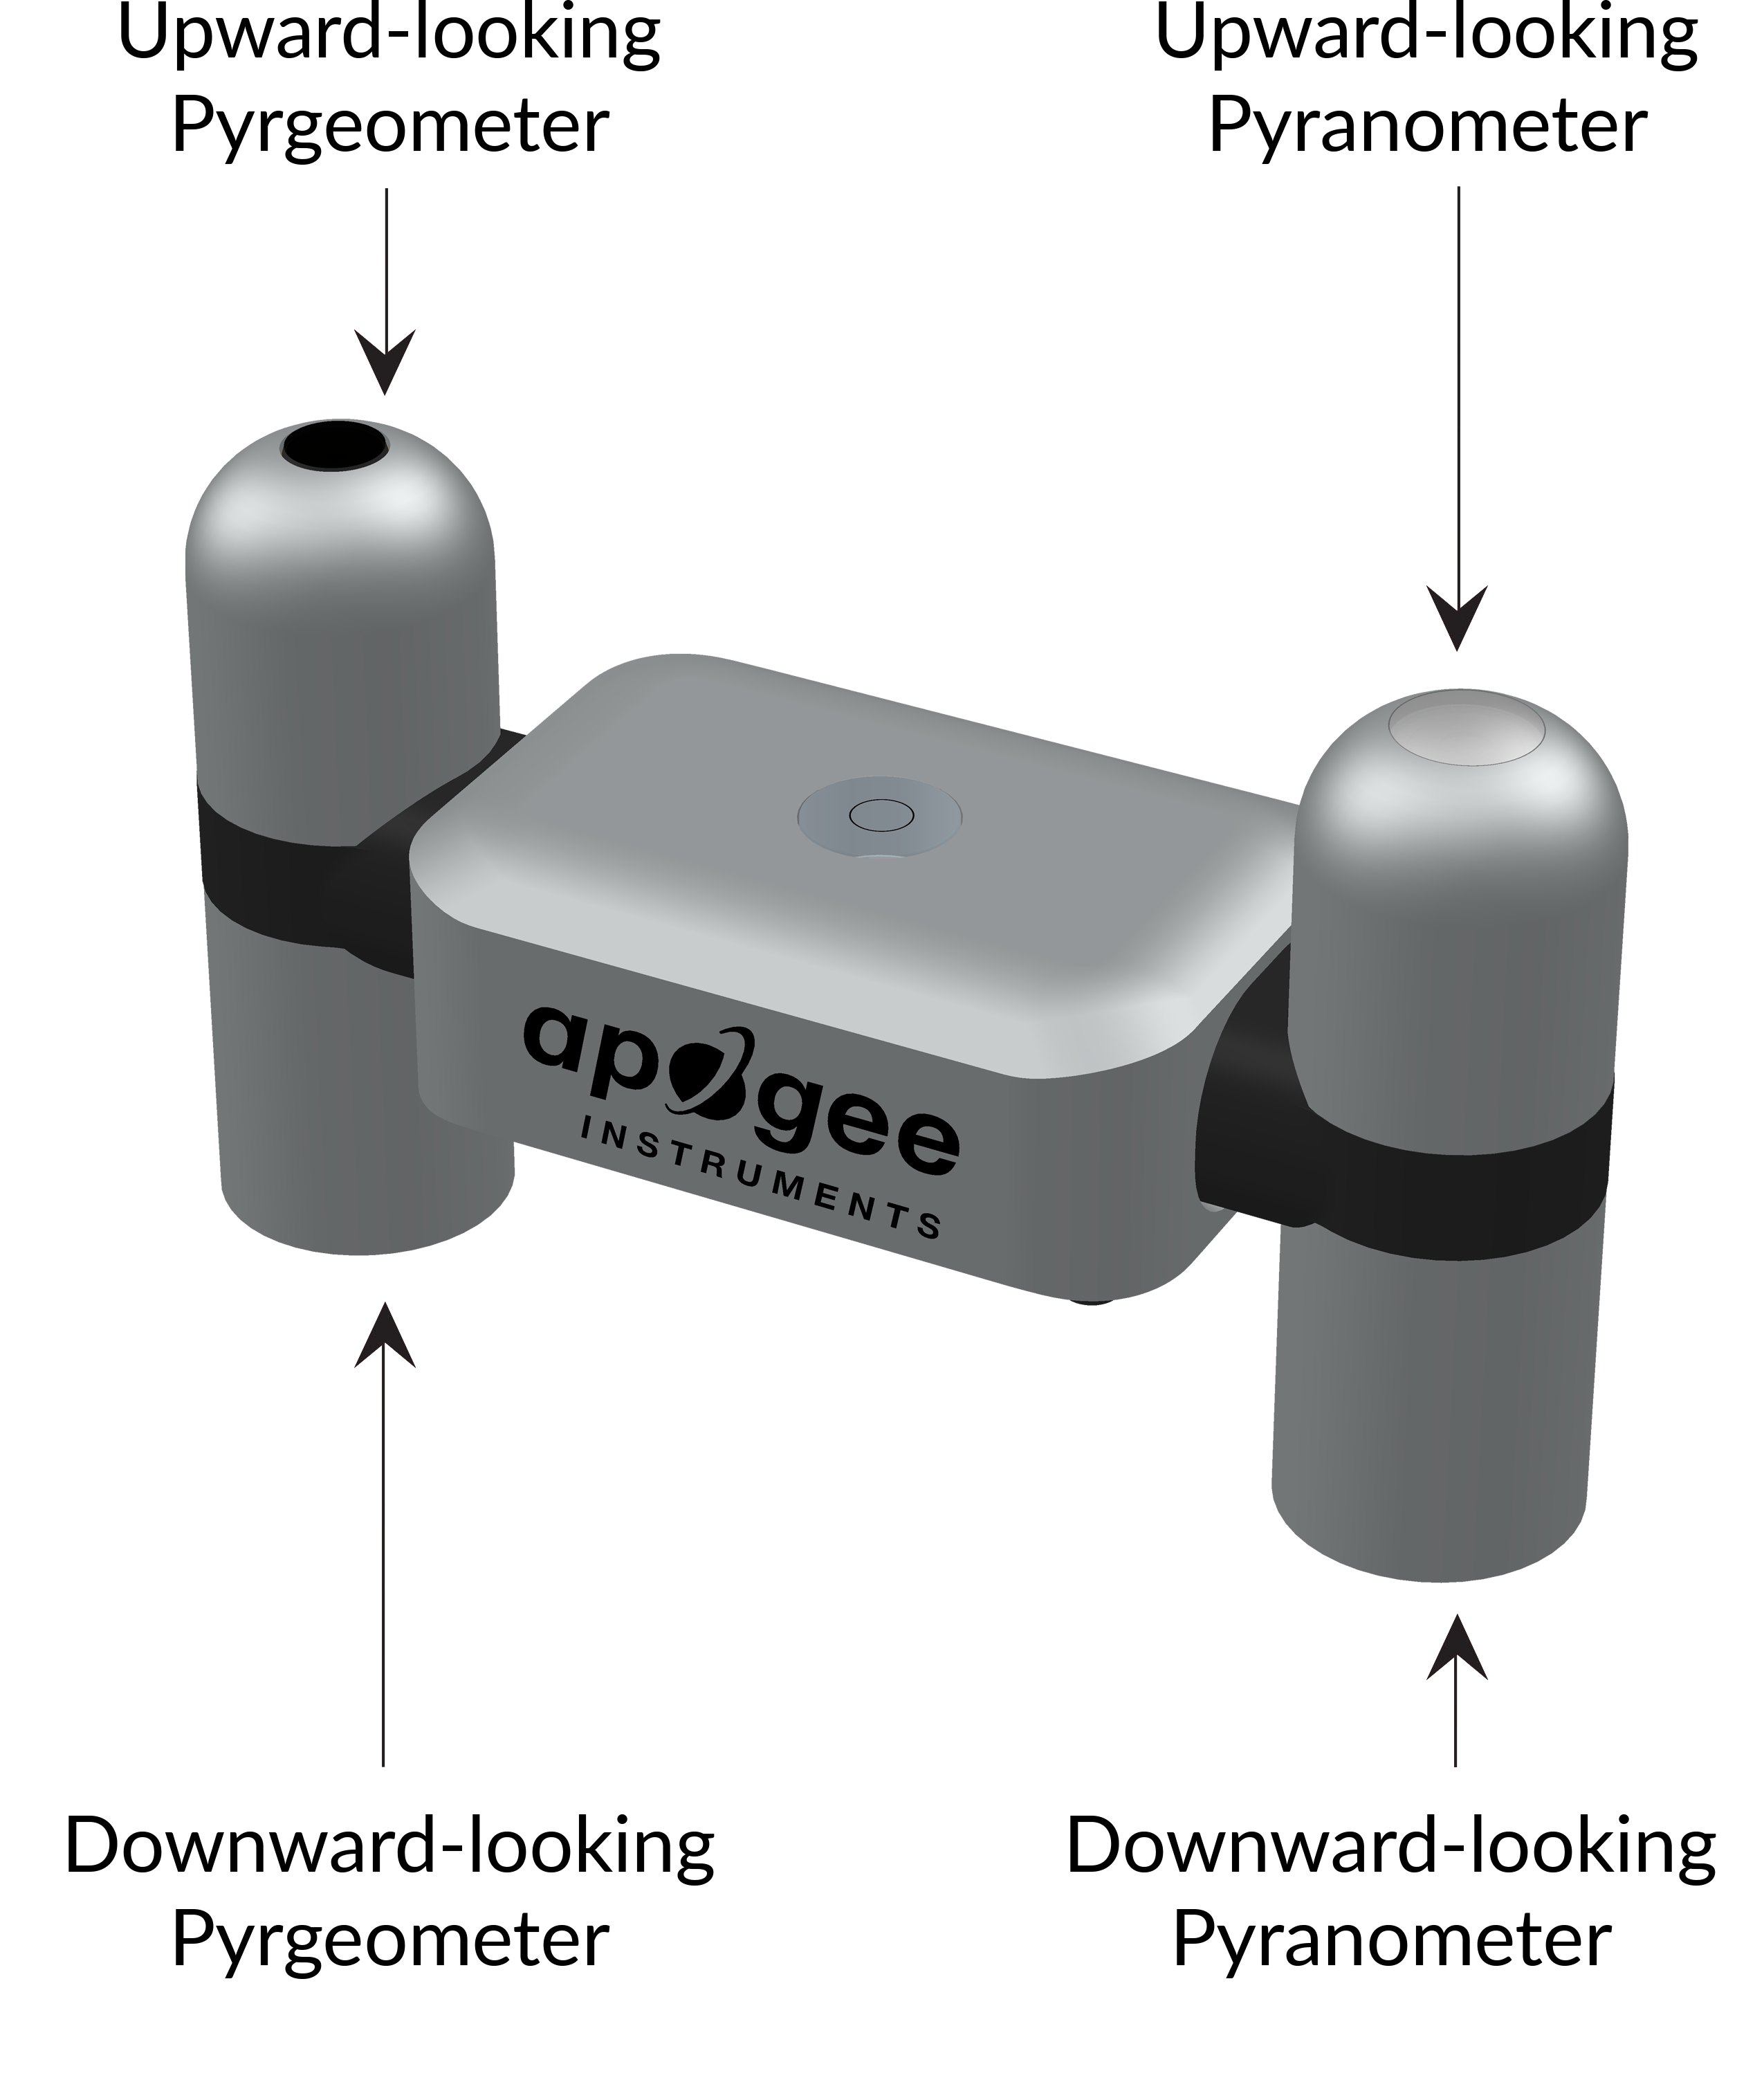 Upward-looking
Pyrgeometer
Upward-looking
Pyranometer
apogee
INSTRUMENTS
Downward-looking
Pyrgeometer
Downward-looking
Pyranometer